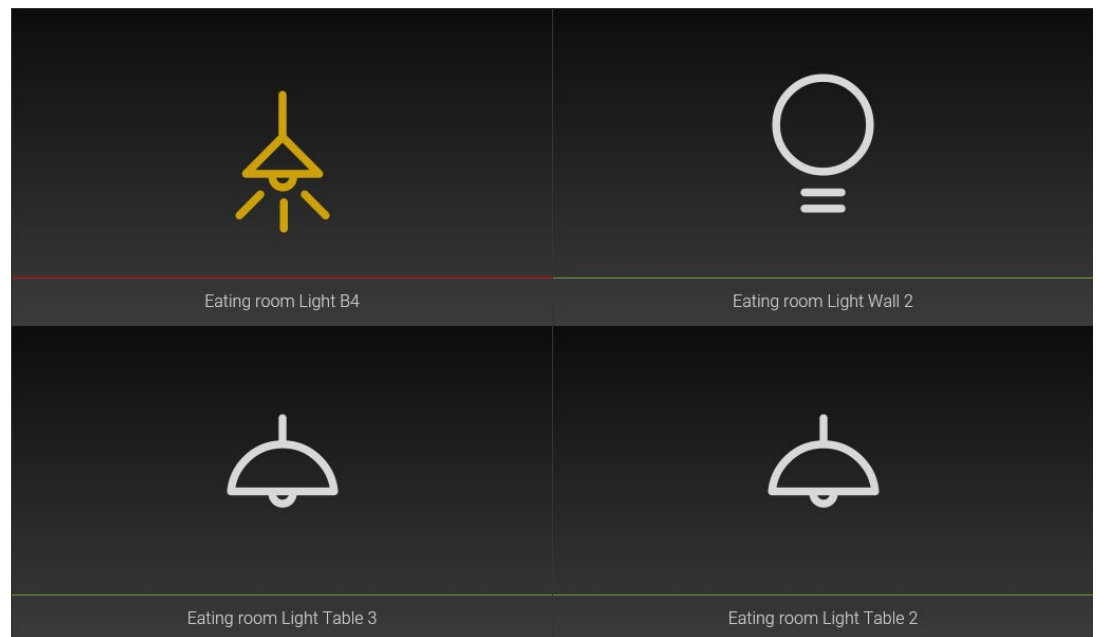 Eating room Light B4
Eating room Light Wall 2
Eating room Light Table 3
Eating room Light Table 2